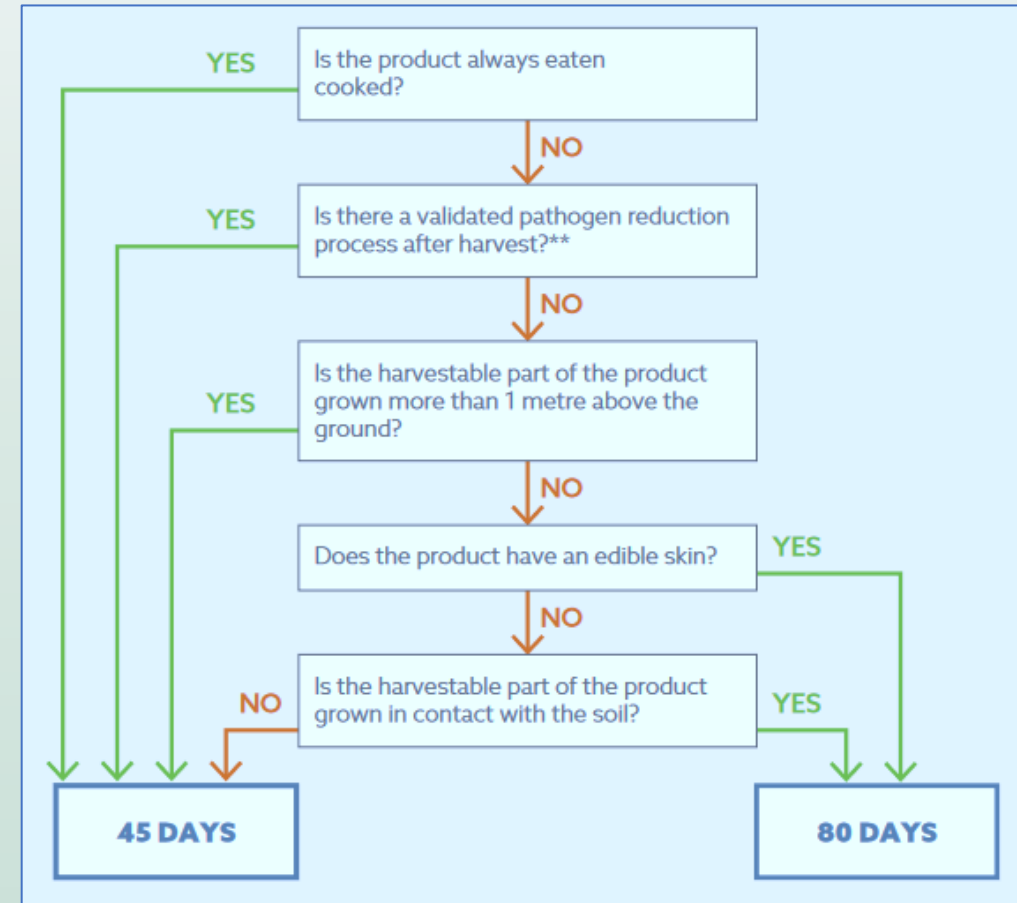 YES
Is the product always eaten
cooked?
NO
YES
Is there a validated pathogen reduction
process after harvest?**
NO
YES
Is the harvestable part of the product
grown more than 1 metre above the
ground?
NO
Does the product have an edible skin?
YES
NO
NO
Is the harvestable part of the product
grown in contact with the soil?
YES
45 DAYS
80 DAYS